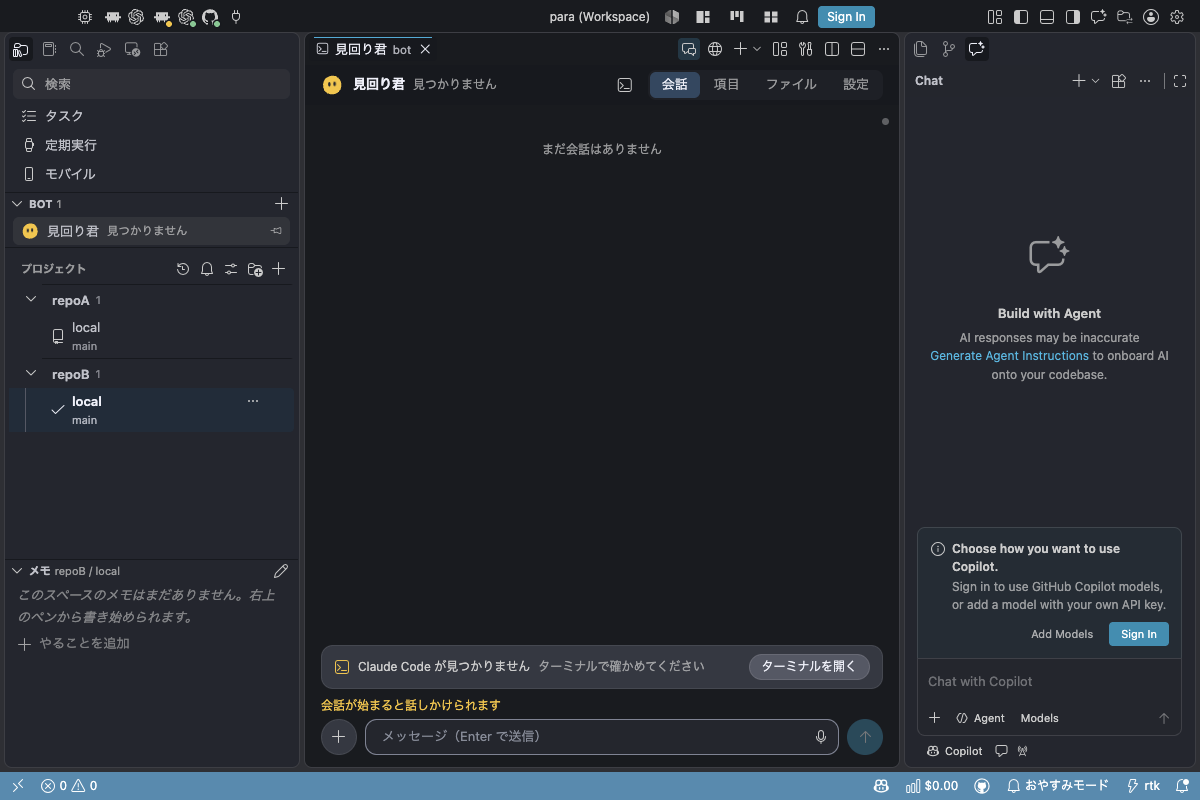 para (Workspace)
Sign In
検索
タスク
定期実行
モバイル
BOT 1
見回り君 見つかりません
プロジェクト
repoA 1
local
main
repoB 1
local
main
メモ repoB / local
このスペースのメモはまだありません。右上
のペンから書き始められます。
やることを追加
見回り君 bot
見回り君 見つかりません
会話 項目 ファイル 設定
まだ会話はありません
Claude Code が見つかりません ターミナルで確かめてください ターミナルを開く
会話が始まると話しかけられます
メッセージ（Enter で送信）
Chat
Build with Agent
AI responses may be inaccurate
Generate Agent Instructions to onboard AI
onto your codebase.
Choose how you want to use
Copilot.
Sign in to use GitHub Copilot models,
or add a model with your own API key.
Add Models Sign In
Chat with Copilot
Agent Models
Copilot
0 0
$0.00 おやすみモード rtk